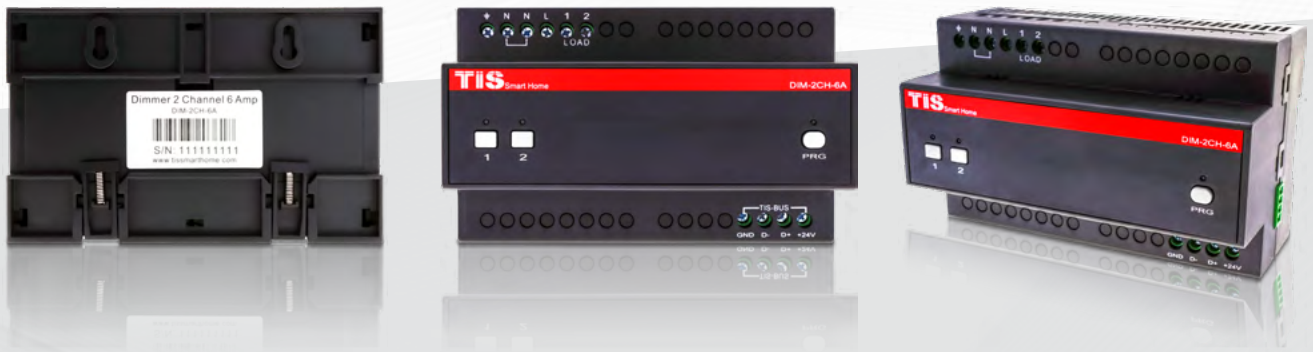 Dimmer 2 Channel 6 Amp
DIM-2CH-6A
S/N: 111111111
www.tissmarthome.com
⏚ N N L 1 2
LOAD
TIS Smart Home DIM-2CH-6A
1 2 PRG
TIS-BUS
GND D- D+ +24V
⏚ N N L 1 2
LOAD
TIS Smart Home
DIM-2CH-6A
1 2
PRG
GND D- D+ +24V